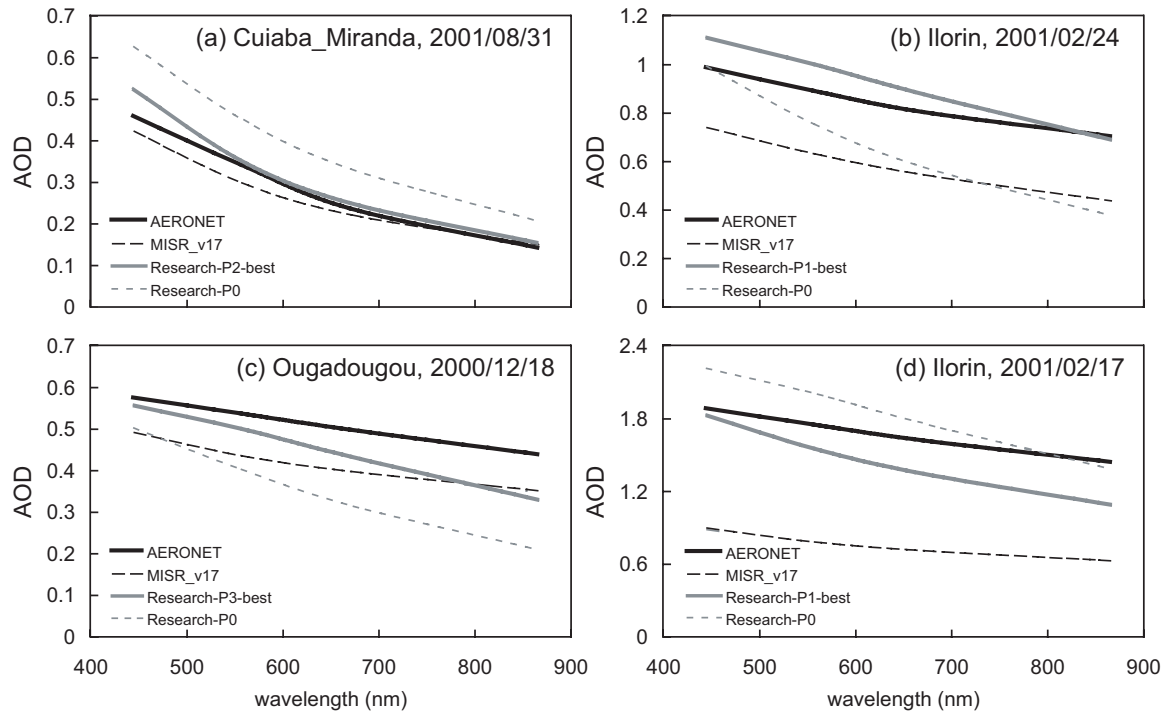 (a) Cuiaba_Miranda, 2001/08/31
AOD
0.7
0.6
0.5
0.4
0.3
0.2
0.1
0
AERONET
MISR_v17
Research-P2-best
Research-P0
(b) Ilorin, 2001/02/24
AOD
1.2
1
0.8
0.6
0.4
0.2
0
AERONET
MISR_v17
Research-P1-best
Research-P0
(c) Ougadougou, 2000/12/18
AOD
0.7
0.6
0.5
0.4
0.3
0.2
0.1
0
AERONET
MISR_v17
Research-P3-best
Research-P0
400 500 600 700 800 900
wavelength (nm)
(d) Ilorin, 2001/02/17
AOD
2.4
1.8
1.2
0.6
0
AERONET
MISR_v17
Research-P1-best
Research-P0
400 500 600 700 800 900
wavelength (nm)